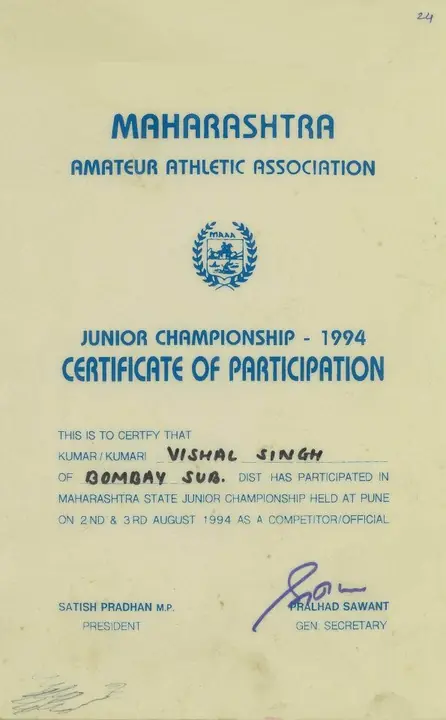 24
MAHARASHTRA
AMATEUR ATHLETIC ASSOCIATION
MAAA
JUNIOR CHAMPIONSHIP - 1994
CERTIFICATE OF PARTICIPATION
THIS IS TO CERTFY THAT
KUMAR/KUMARI VISHAL SINGH
OF BOMBAY SUB. DIST HAS PARTICIPATED IN
MAHARASHTRA STATE JUNIOR CHAMPIONSHIP HELD AT PUNE
ON 2ND & 3RD AUGUST 1994 AS A COMPETITOR/OFFICIAL
SATISH PRADHAN M.P. PRALHAD SAWANT
PRESIDENT GEN. SECRETARY